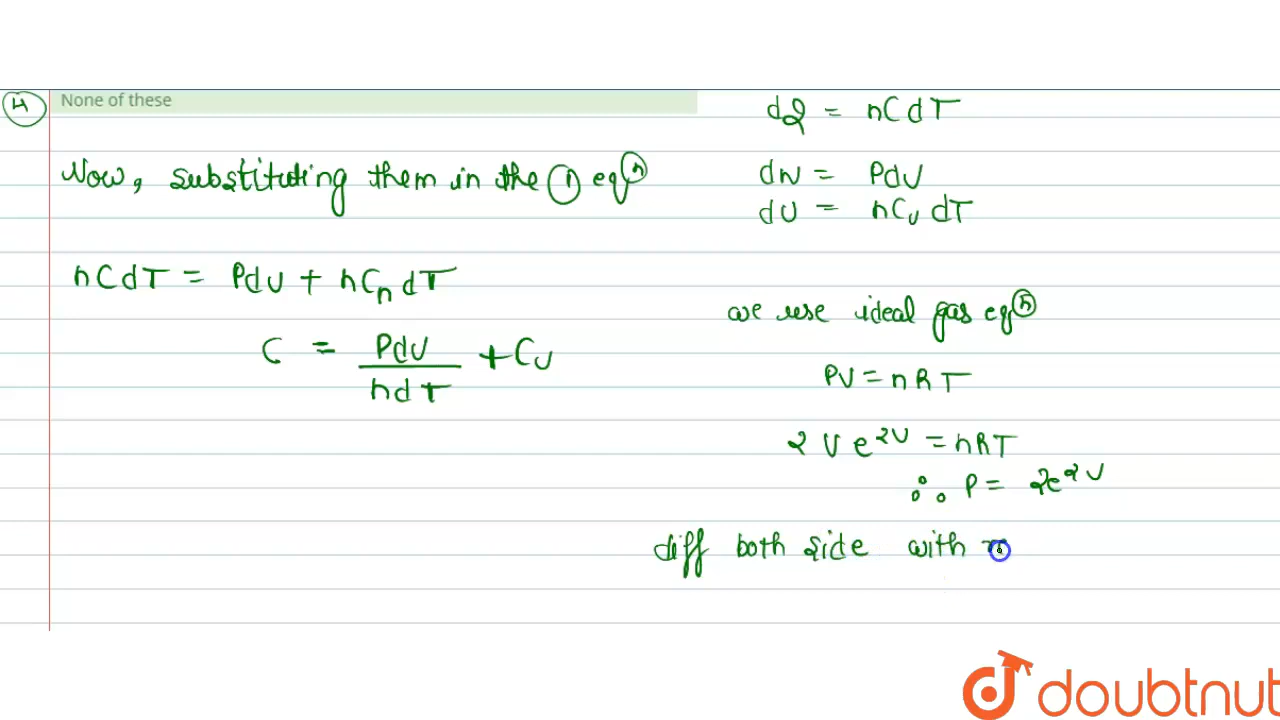 4 None of these
dQ = nCdT
Now, substituting them in the 1 eqn
dW = PdV
dU = nCv dT
nCdT = PdV + nCn dT
we use ideal gas eqn
C = PdV / ndT + Cv
PV = nRT
2Ve^2V = nRT
∴ P = 2e^2V
diff both side with
doubtnut